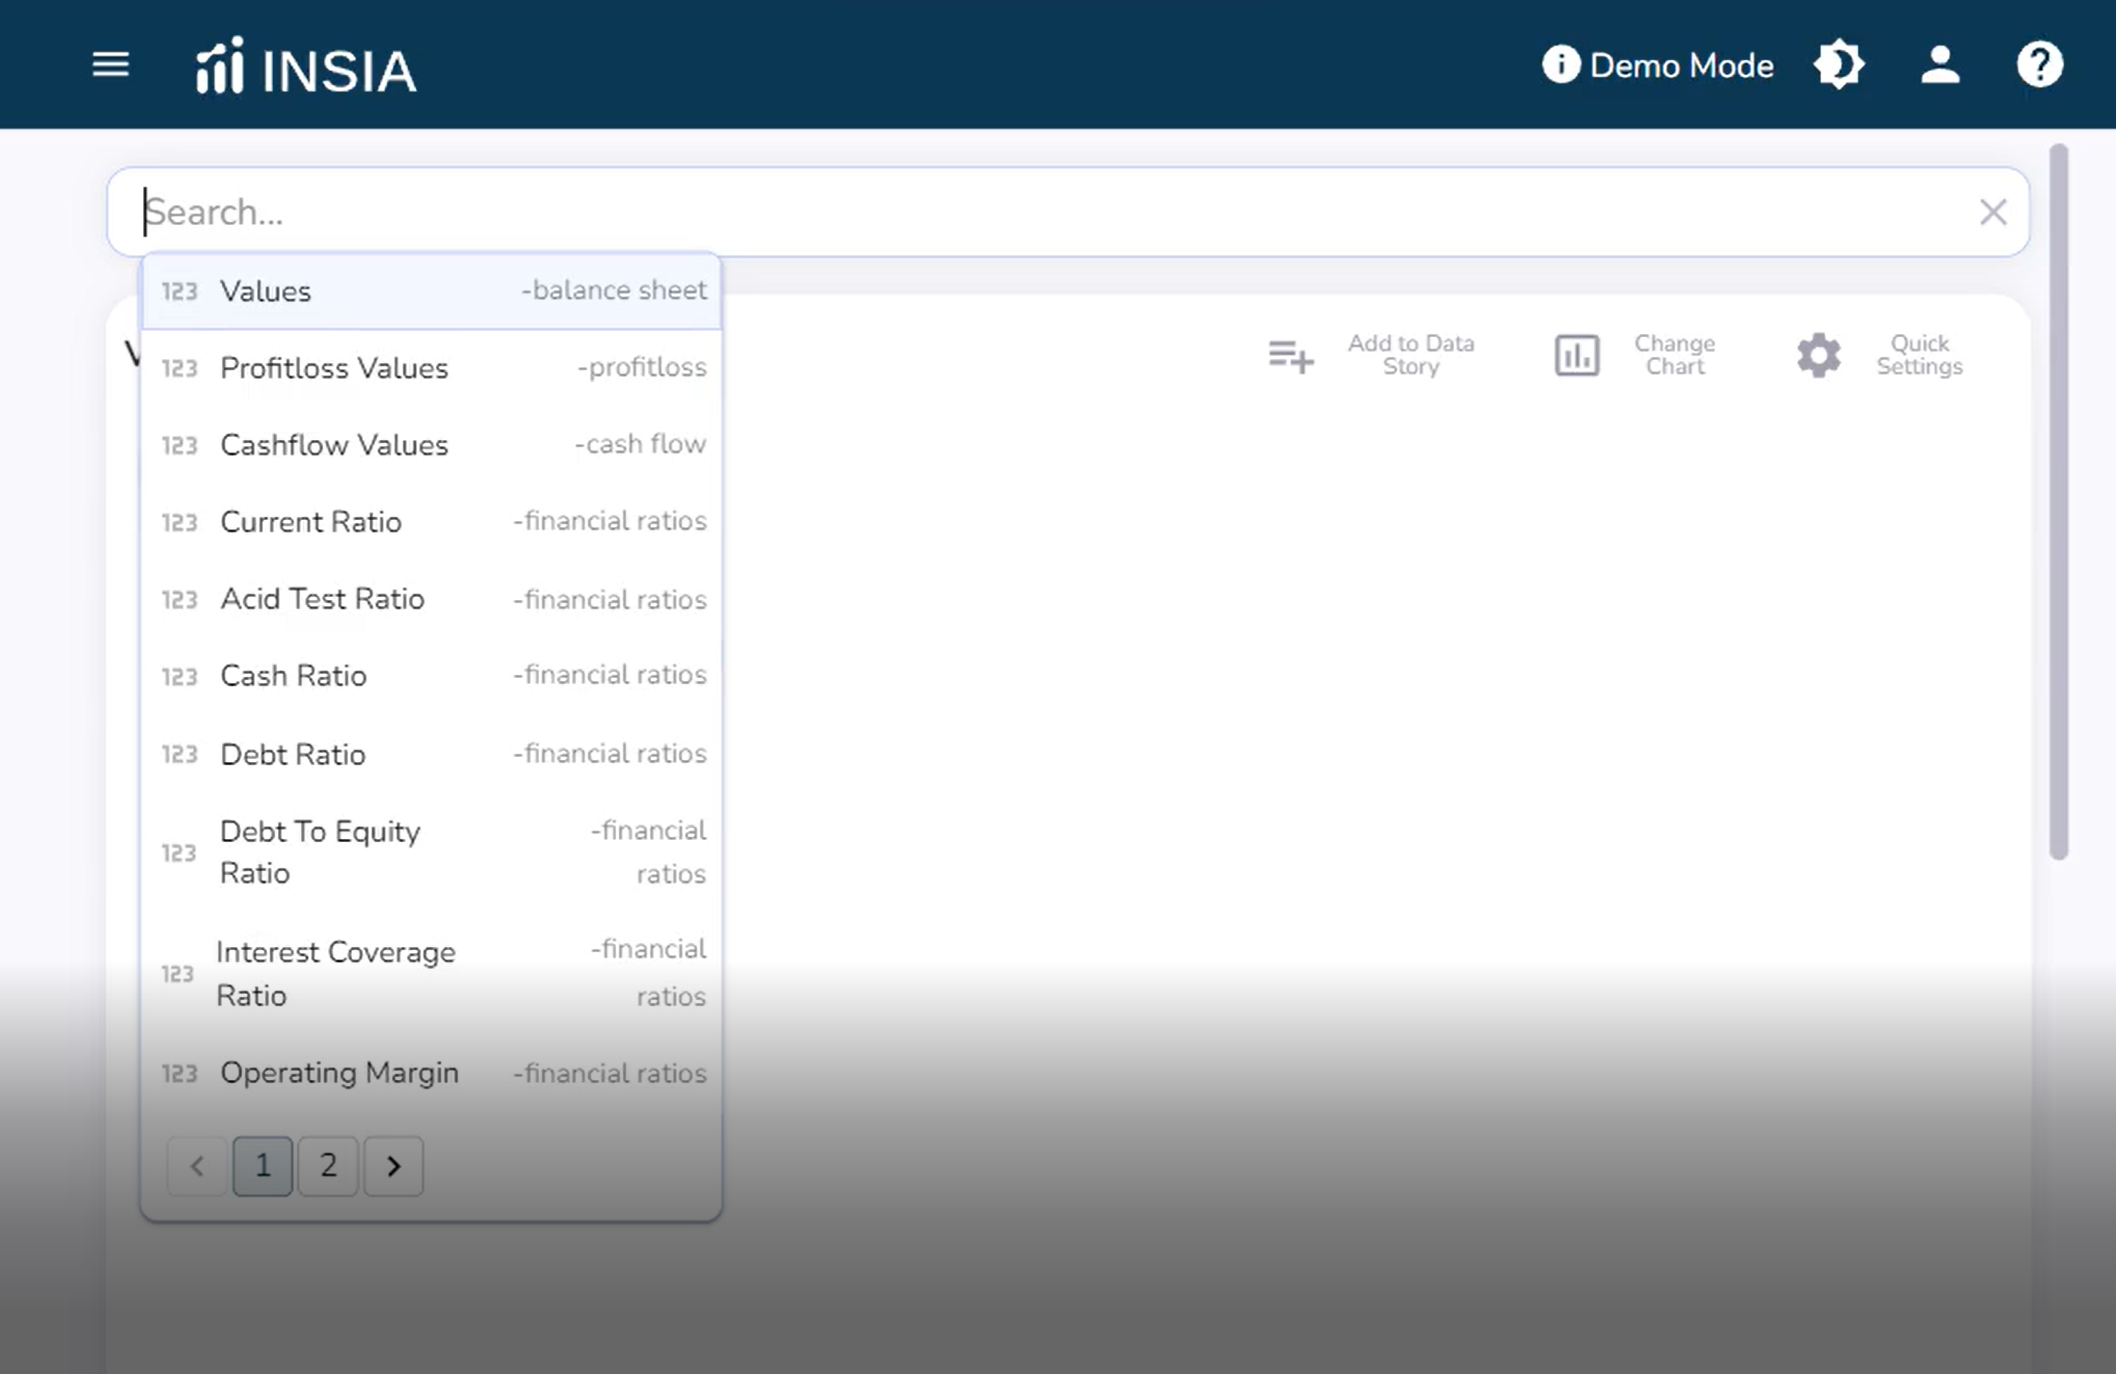 INSIA
Demo Mode
Search...
123 Values -balance sheet
123 Profitloss Values -profitloss
123 Cashflow Values -cash flow
123 Current Ratio -financial ratios
123 Acid Test Ratio -financial ratios
123 Cash Ratio -financial ratios
123 Debt Ratio -financial ratios
123 Debt To Equity -financial
Ratio ratios
123 Interest Coverage -financial
Ratio ratios
123 Operating Margin -financial ratios
1 2
Add to Data
Story
Change
Chart
Quick
Settings